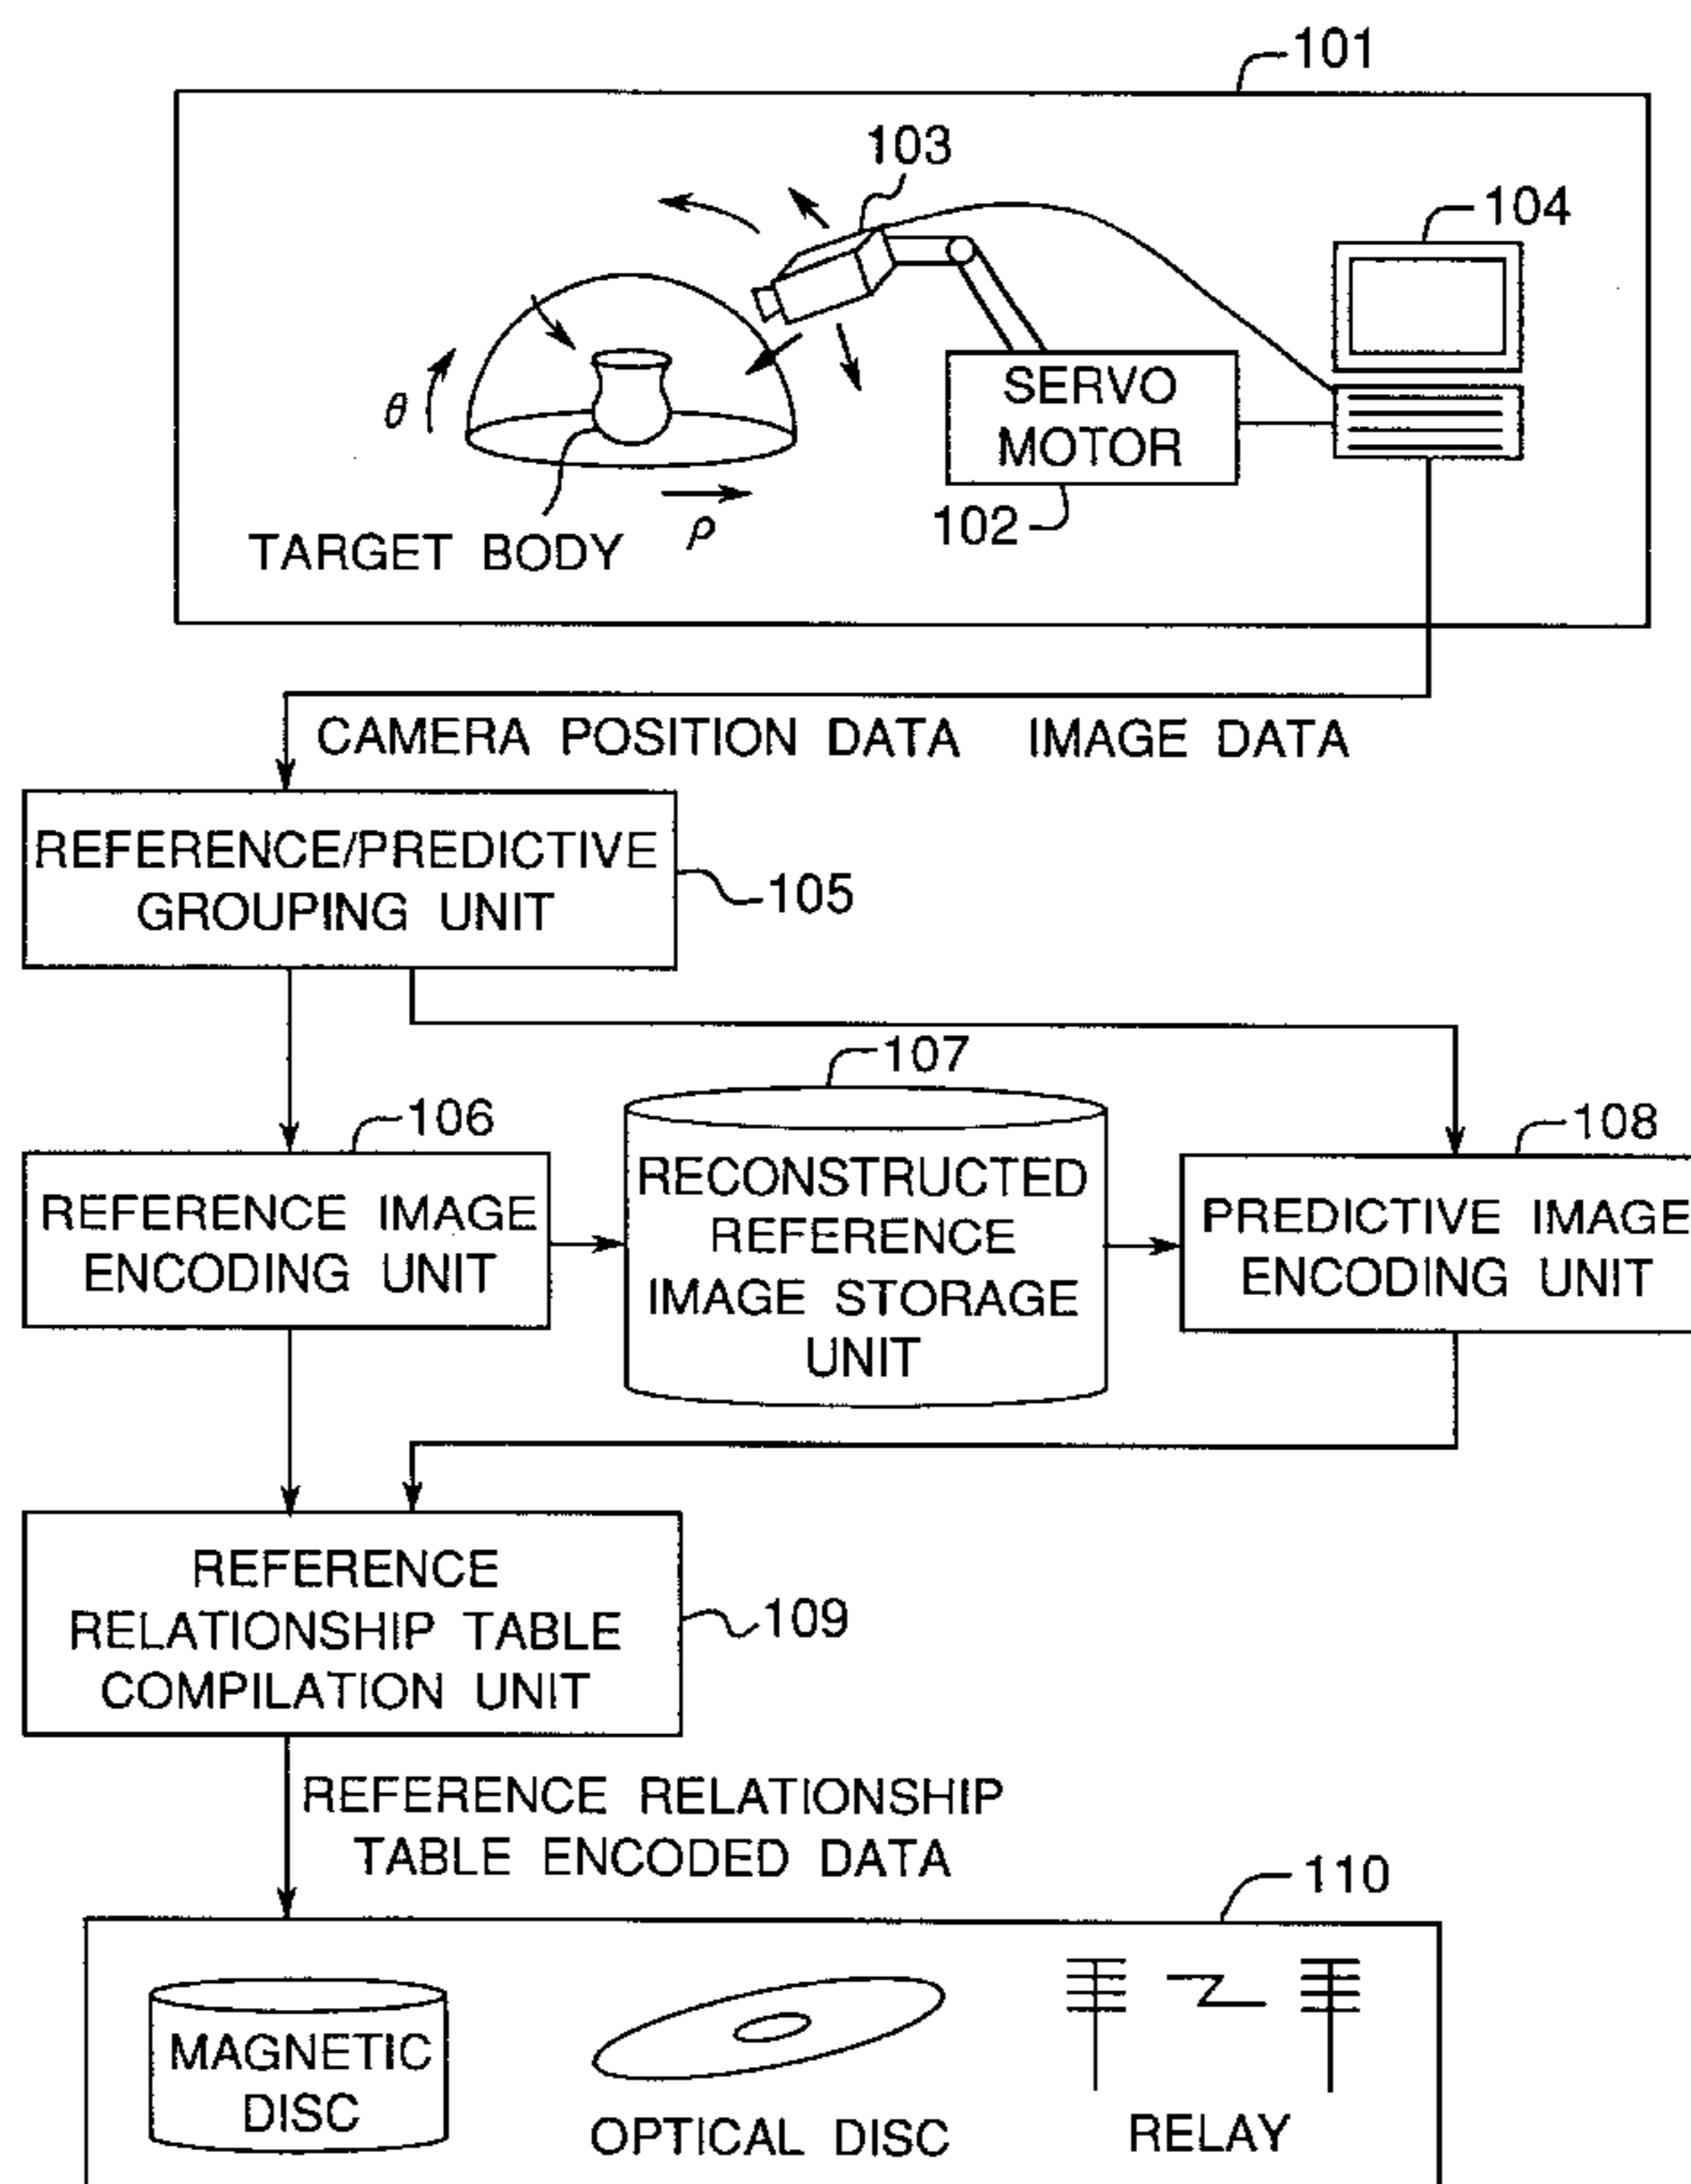 101
103
104
θ
SERVO
MOTOR
102
ρ
TARGET BODY
CAMERA POSITION DATA IMAGE DATA
REFERENCE/PREDICTIVE
GROUPING UNIT
105
107
106
108
REFERENCE IMAGE
ENCODING UNIT
RECONSTRUCTED
REFERENCE
IMAGE STORAGE
UNIT
PREDICTIVE IMAGE
ENCODING UNIT
REFERENCE
RELATIONSHIP TABLE
COMPILATION UNIT
109
REFERENCE RELATIONSHIP
TABLE ENCODED DATA
110
MAGNETIC
DISC
OPTICAL DISC
RELAY